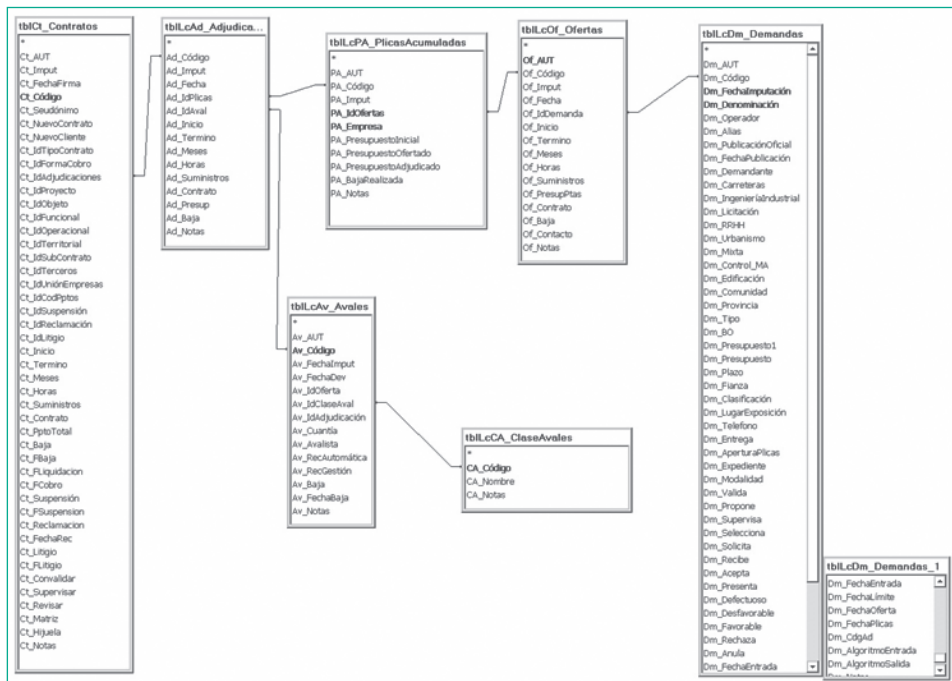 tblCt_Contratos
*
Ct_AUT
Ct_Imput
Ct_FechaFirma
Ct_Código
Ct_Seudónimo
Ct_NuevoContrato
Ct_NuevoCliente
Ct_IdTipoContrato
Ct_IdFormaCobro
Ct_IdAdjudicaciones
Ct_IdProyecto
Ct_IdObjeto
Ct_IdFuncional
Ct_IdOperacional
Ct_IdTerritorial
Ct_IdSubContrato
Ct_IdTerceros
Ct_IdUniónEmpresas
Ct_IdCodPptos
Ct_IdSuspensión
Ct_IdReclamación
Ct_IdLitigio
Ct_Inicio
Ct_Termino
Ct_Meses
Ct_Horas
Ct_Suministros
Ct_Contrato
Ct_PptoTotal
Ct_Baja
Ct_FBaja
Ct_FLiquidacion
Ct_FCobro
Ct_Suspensión
Ct_FSuspension
Ct_Reclamacion
Ct_FechaRec
Ct_Litigio
Ct_FLitigio
Ct_Convalidar
Ct_Supervisar
Ct_Revisar
Ct_Matriz
Ct_Hijuela
Ct_Notas
tblLcAd_Adjudica...
*
Ad_Código
Ad_Imput
Ad_Fecha
Ad_IdPlicas
Ad_IdAval
Ad_Inicio
Ad_Termino
Ad_Meses
Ad_Horas
Ad_Suministros
Ad_Contrato
Ad_Presup
Ad_Baja
Ad_Notas
tblLcPA_PlicasAcumuladas
*
PA_AUT
PA_Código
PA_Imput
PA_IdOfertas
PA_Empresa
PA_PresupuestoInicial
PA_PresupuestoOfertado
PA_PresupuestoAdjudicado
PA_BajaRealizada
PA_Notas
tblLcOf_Ofertas
*
Of_AUT
Of_Código
Of_Imput
Of_Fecha
Of_IdDemanda
Of_Inicio
Of_Termino
Of_Meses
Of_Horas
Of_Suministros
Of_PresupPtas
Of_Contrato
Of_Baja
Of_Contacto
Of_Notas
tblLcAv_Avales
*
Av_AUT
Av_Código
Av_FechaImput
Av_FechaDev
Av_IdOferta
Av_IdClaseAval
Av_IdAdjudicación
Av_Cuantía
Av_Avalista
Av_RecAutomática
Av_RecGestión
Av_Baja
Av_FechaBaja
Av_Notas
tblLcCA_ClaseAvales
*
CA_Código
CA_Nombre
CA_Notas
tblLcDm_Demandas
*
Dm_AUT
Dm_Código
Dm_FechaImputación
Dm_Denominación
Dm_Operador
Dm_Alias
Dm_PublicaciónOficial
Dm_FechaPublicación
Dm_Demandante
Dm_Carreteras
Dm_IngenieríaIndustrial
Dm_Licitación
Dm_RRHH
Dm_Urbanismo
Dm_Mixta
Dm_Control_MA
Dm_Edificación
Dm_Comunidad
Dm_Provincia
Dm_Tipo
Dm_BO
Dm_Presupuesto1
Dm_Presupuesto
Dm_Plazo
Dm_Fianza
Dm_Clasificación
Dm_LugarExposición
Dm_Telefono
Dm_Entrega
Dm_AperturaPlicas
Dm_Expediente
Dm_Modalidad
Dm_Valida
Dm_Propone
Dm_Supervisa
Dm_Selecciona
Dm_Solicita
Dm_Recibe
Dm_Acepta
Dm_Presenta
Dm_Defectuoso
Dm_Desfavorable
Dm_Favorable
Dm_Rechaza
Dm_Anula
Dm_FechaEntrada
tblLcDm_Demandas_1
Dm_FechaEntrada
Dm_FechaLímite
Dm_FechaOferta
Dm_FechaPlicas
Dm_CdgAd
Dm_AlgoritmoEntrada
Dm_AlgoritmoSalida